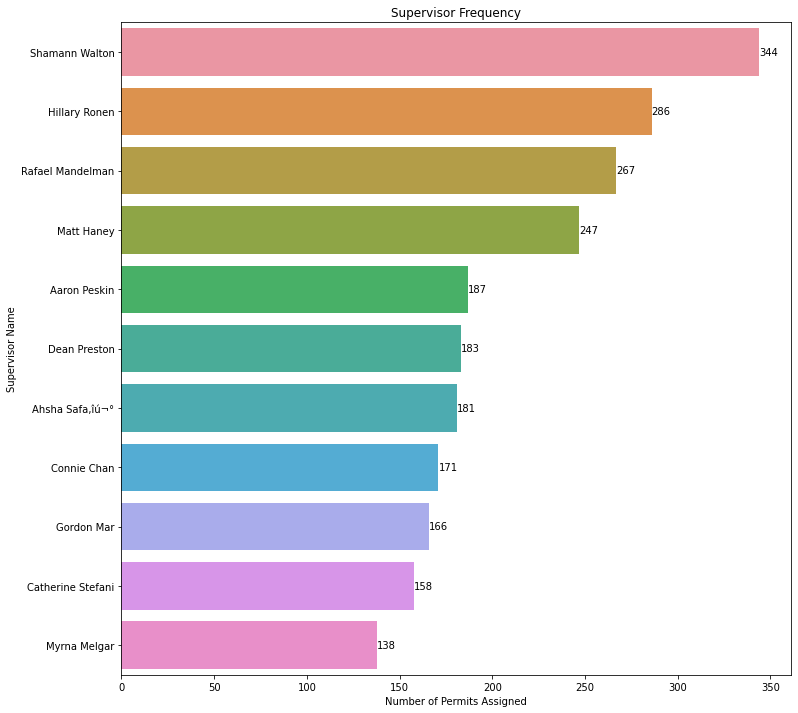 Supervisor Frequency
Shamann Walton
344
Hillary Ronen
286
Rafael Mandelman
267
Matt Haney
247
Aaron Peskin
187
Dean Preston
183
Ahsha Safa‚îú¬°
181
Connie Chan
171
Gordon Mar
166
Catherine Stefani
158
Myrna Melgar
138
Supervisor Name
0 50 100 150 200 250 300 350
Number of Permits Assigned